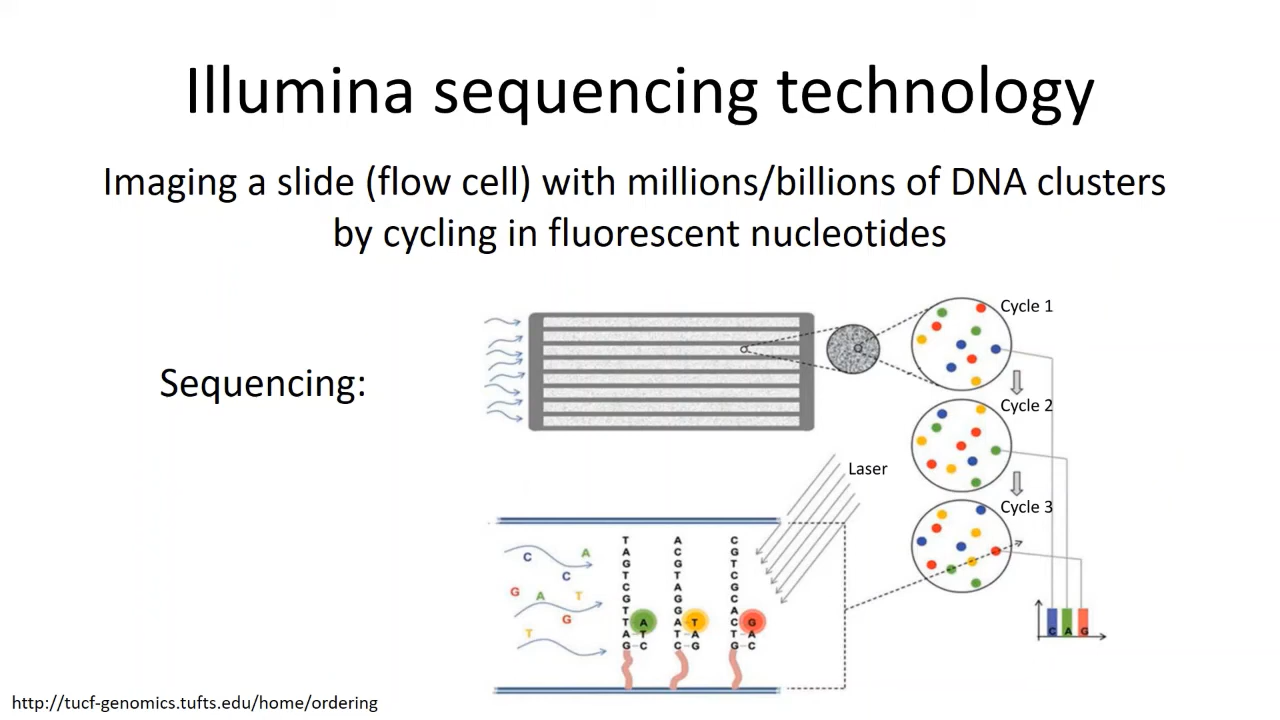 Illumina sequencing technology
Imaging a slide (flow cell) with millions/billions of DNA clusters
by cycling in fluorescent nucleotides
Sequencing:
Cycle 1
Cycle 2
Cycle 3
Laser
C A
C
G A T
G
T
T A G T C G T T A G
A T C
A C G T A G G A T C
T A G
C G T C G C A C T G
G A C
C A G
http://tucf-genomics.tufts.edu/home/ordering